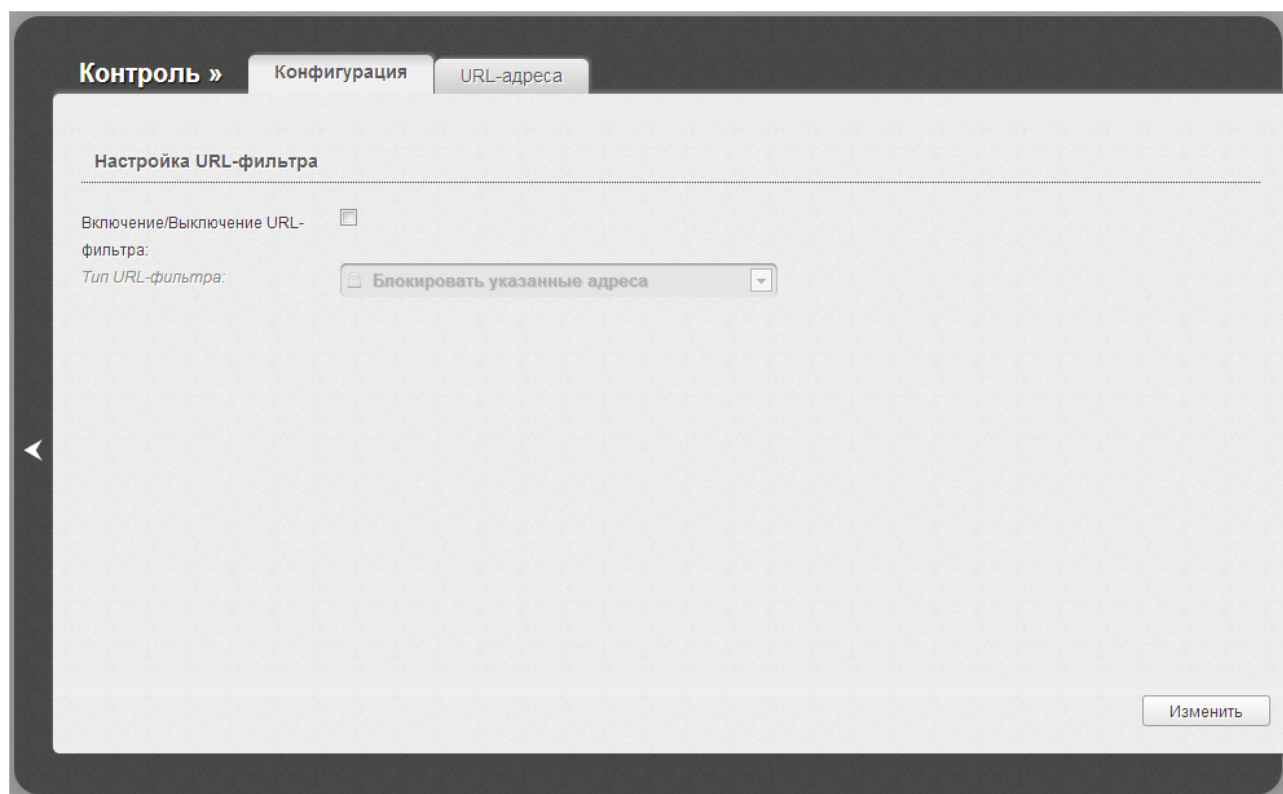 Контроль »
Конфигурация
URL-адреса
Настройка URL-фильтра
Включение/Выключение URL-
фильтра:
Тип URL-фильтра:
Блокировать указанные адреса
Изменить